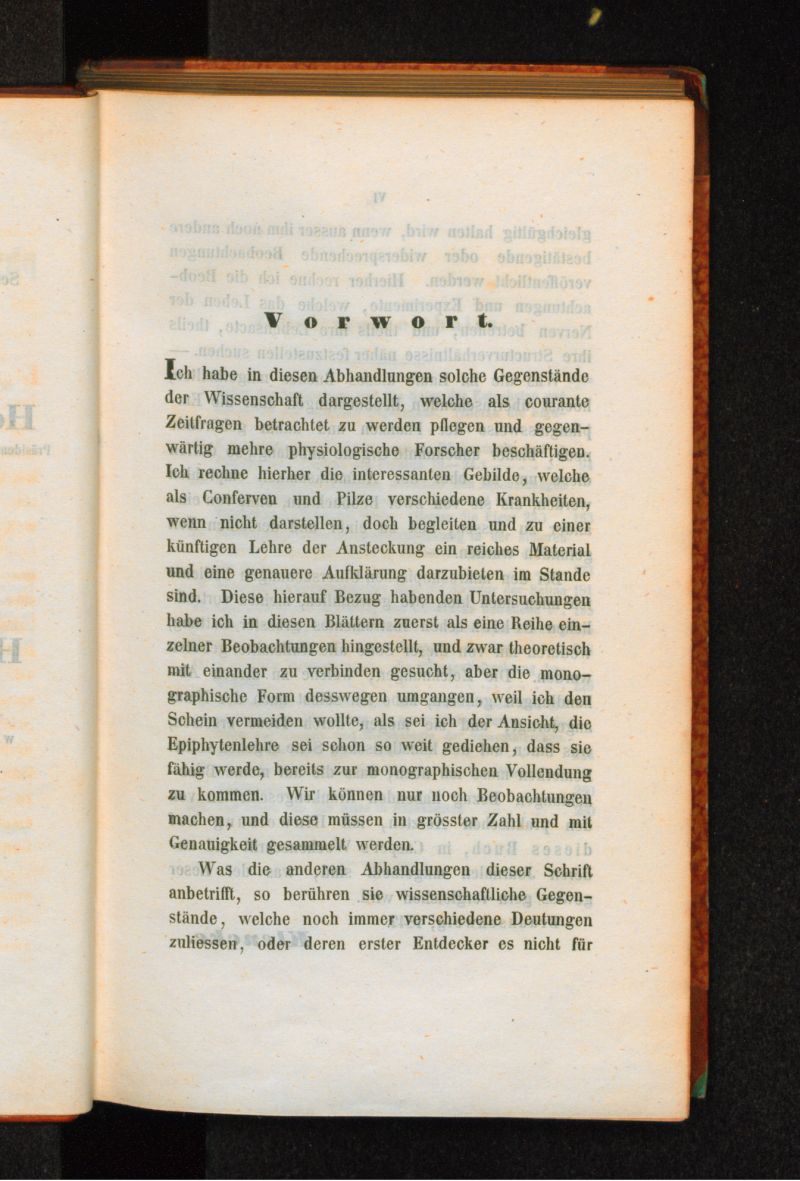 Vorwort.
Ich habe in diesen Abhandlungen solche Gegenstände
der Wissenschaft dargestellt, welche als courante
Zeitfragen betrachtet zu werden pflegen und gegen-
wärtig mehre physiologische Forscher beschäftigen.
Ich rechne hierher die interessanten Gebilde, welche
als Conferven und Pilze verschiedene Krankheiten,
wenn nicht darstellen, doch begleiten und zu einer
künftigen Lehre der Ansteckung ein reiches Material
und eine genauere Aufklärung darzubieten im Stande
sind. Diese hierauf Bezug habenden Untersuchungen
habe ich in diesen Blättern zuerst als eine Reihe ein-
zelner Beobachtungen hingestellt, und zwar theoretisch
mit einander zu verbinden gesucht, aber die mono-
graphische Form desswegen umgangen, weil ich den
Schein vermeiden wollte, als sei ich der Ansicht, die
Epiphytenlehre sei schon so weit gediehen, dass sie
fähig werde, bereits zur monographischen Vollendung
zu kommen. Wir können nur noch Beobachtungen
machen, und diese müssen in grösster Zahl und mit
Genauigkeit gesammelt werden.
Was die anderen Abhandlungen dieser Schrift
anbetrifft, so berühren sie wissenschaftliche Gegen-
stände, welche noch immer verschiedene Deutungen
zuliessen, oder deren erster Entdecker es nicht für